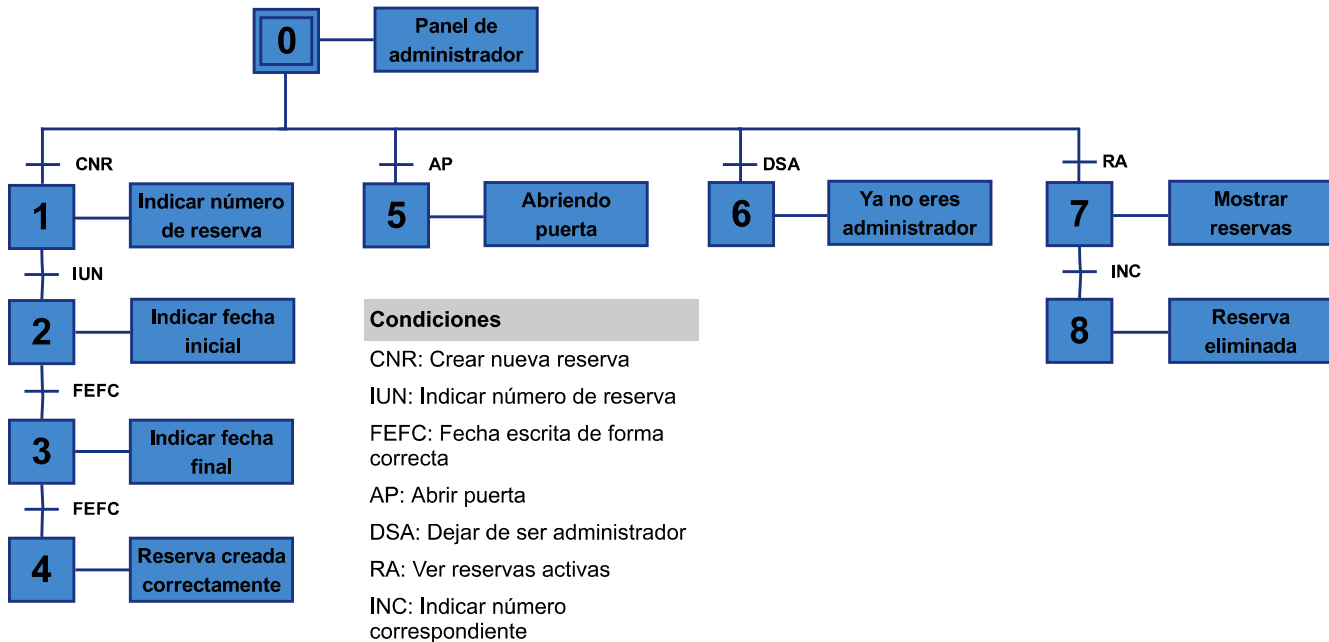 0
Panel de
administrador
CNR
AP
DSA
RA
1
Indicar número
de reserva
5
Abriendo
puerta
6
Ya no eres
administrador
7
Mostrar
reservas
IUN
INC
2
Indicar fecha
inicial
8
Reserva
eliminada
FEFC
3
Indicar fecha
final
FEFC
4
Reserva creada
correctamente
Condiciones
CNR: Crear nueva reserva
IUN: Indicar número de reserva
FEFC: Fecha escrita de forma
correcta
AP: Abrir puerta
DSA: Dejar de ser administrador
RA: Ver reservas activas
INC: Indicar número
correspondiente